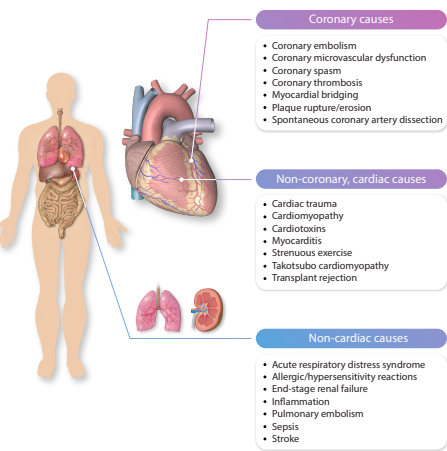 Coronary causes
• Coronary embolism
• Coronary microvascular dysfunction
• Coronary spasm
• Coronary thrombosis
• Myocardial bridging
• Plaque rupture/erosion
• Spontaneous coronary artery dissection
Non-coronary, cardiac causes
• Cardiac trauma
• Cardiomyopathy
• Cardiotoxins
• Myocarditis
• Strenuous exercise
• Takotsubo cardiomyopathy
• Transplant rejection
Non-cardiac causes
• Acute respiratory distress syndrome
• Allergic/hypersensitivity reactions
• End-stage renal failure
• Inflammation
• Pulmonary embolism
• Sepsis
• Stroke